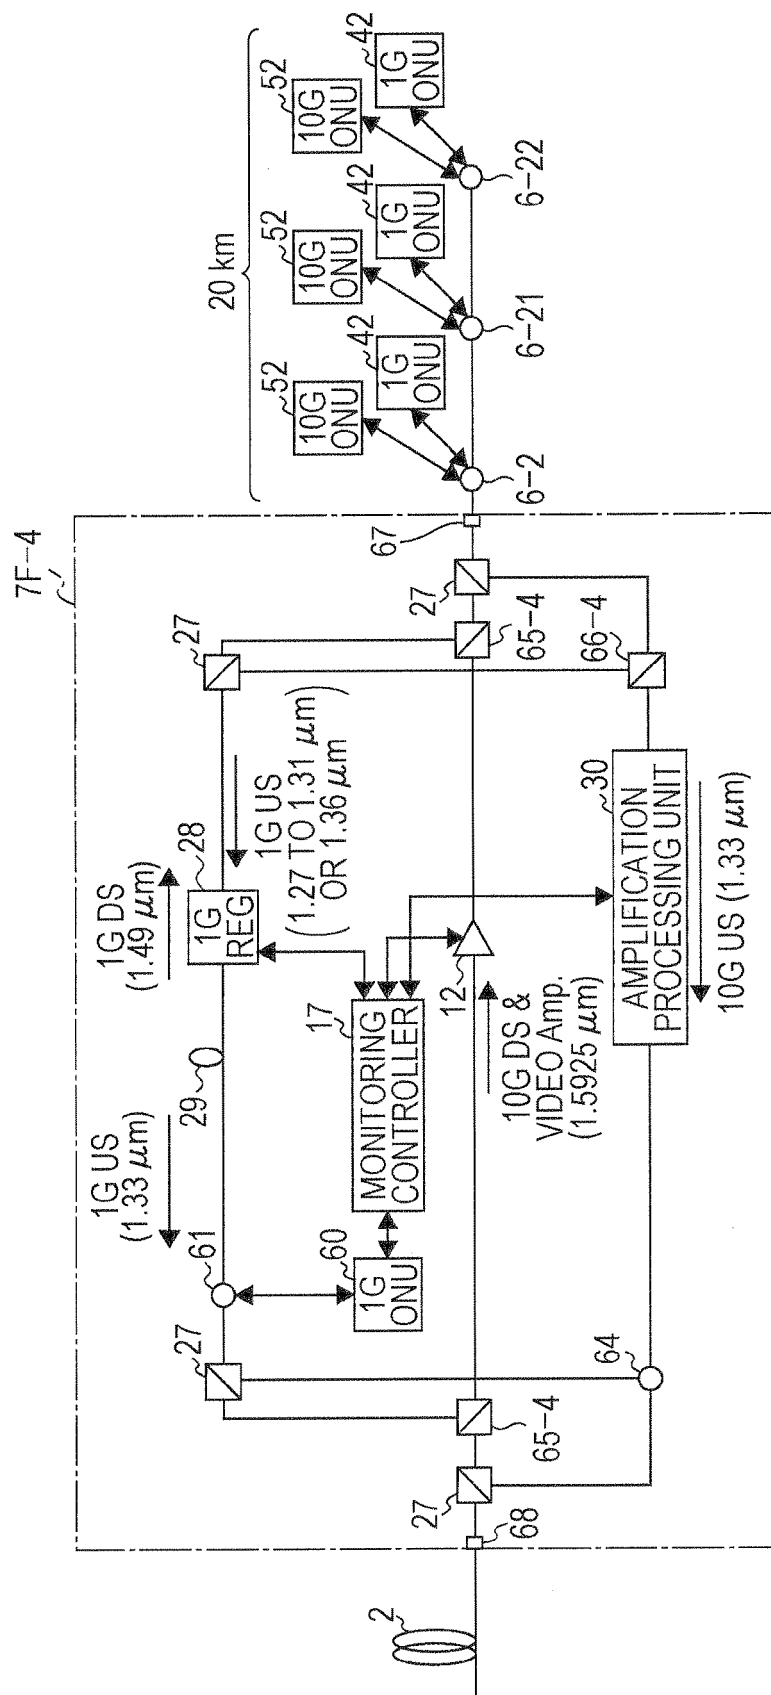 7F-4
20 km
52
10G
ONU
42
1G
ONU
52
10G
ONU
42
1G
ONU
52
10G
ONU
42
1G
ONU
6-2
6-21
6-22
67
68
2
27
27
27
27
65-4
65-4
66-4
64
61
60
1G
ONU
29
28
1G
REG
1G US
(1.33 μm)
1G DS
(1.49 μm)
1G US
(1.27 TO 1.31 μm)
OR 1.36 μm
17
MONITORING
CONTROLLER
12
10G DS &
VIDEO Amp.
(1.5925 μm)
30
AMPLIFICATION
PROCESSING UNIT
10G US (1.33 μm)